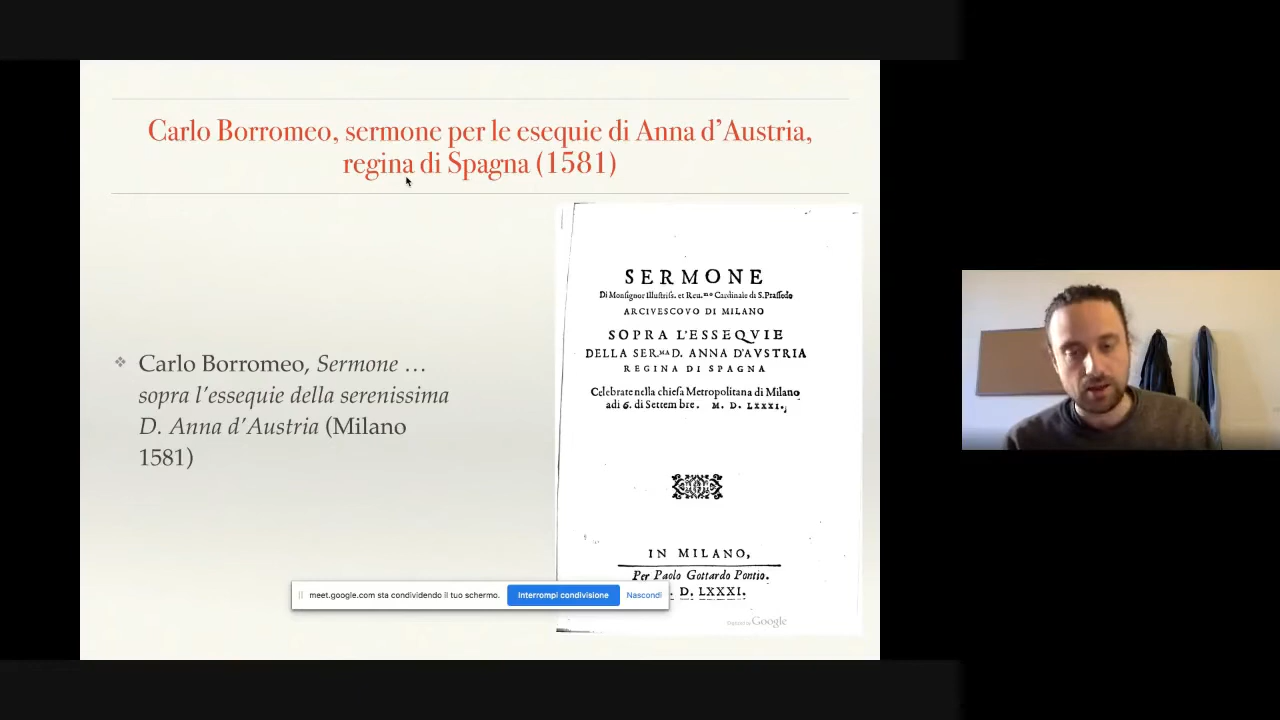 Carlo Borromeo, sermone per le esequie di Anna d'Austria,
regina di Spagna (1581)
❖ Carlo Borromeo, Sermone …
sopra l'essequie della serenissima
D. Anna d'Austria (Milano
1581)
SERMONE
Di Monsignor Illustriss. et Reu.mo Cardinale di S. Prassede
ARCIVESCOVO DI MILANO
SOPRA L'ESSEQVIE
DELLA SER.MA D. ANNA D'AVSTRIA
REGINA DI SPAGNA
Celebrate nella chiesa Metropolitana di Milano
adi 6. di Settembre. M. D. LXXXI.
IN MILANO,
Per Paolo Gottardo Pontio.
. D. LXXXI.
Google
meet.google.com sta condividendo il tuo schermo. Interrompi condivisione Nascondi